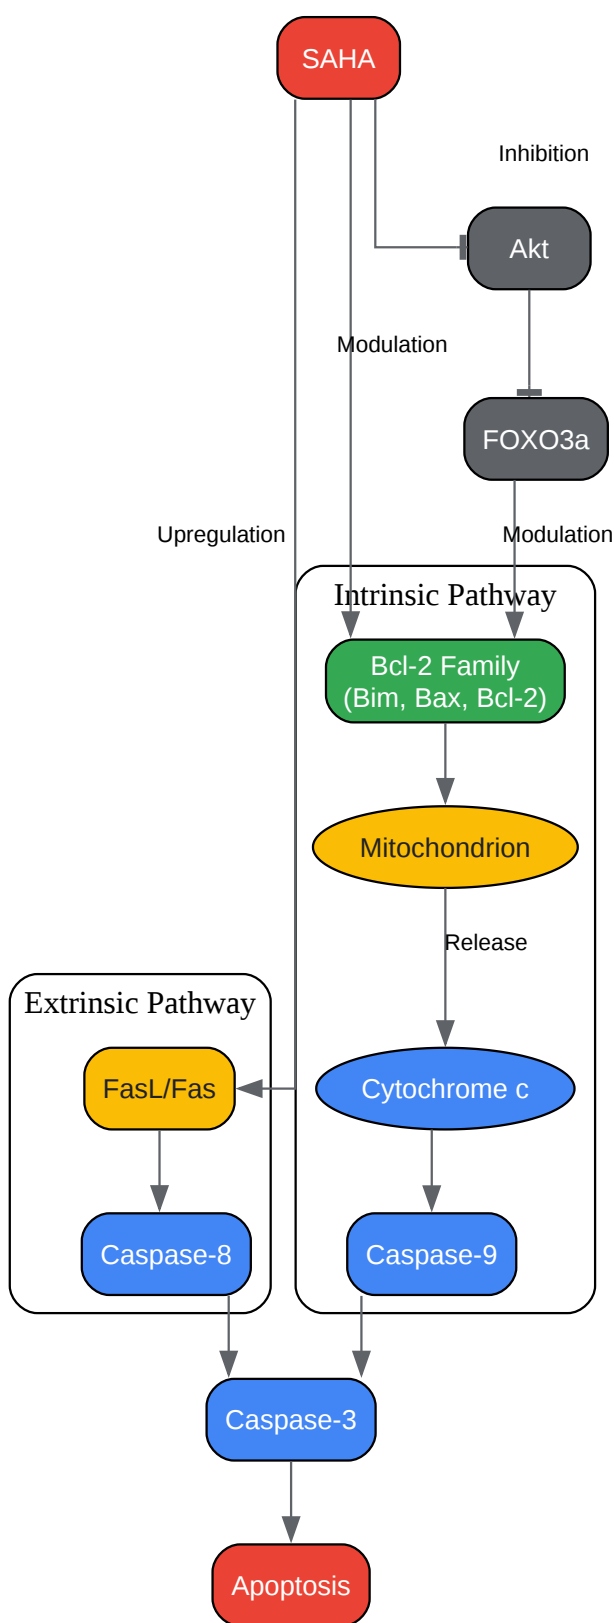 SAHA
Inhibition
Akt
Modulation
FOXO3a
Upregulation
Modulation
Intrinsic Pathway
Bcl-2 Family
(Bim, Bax, Bcl-2)
Mitochondrion
Release
Extrinsic Pathway
FasL/Fas
Cytochrome c
Caspase-8
Caspase-9
Caspase-3
Apoptosis